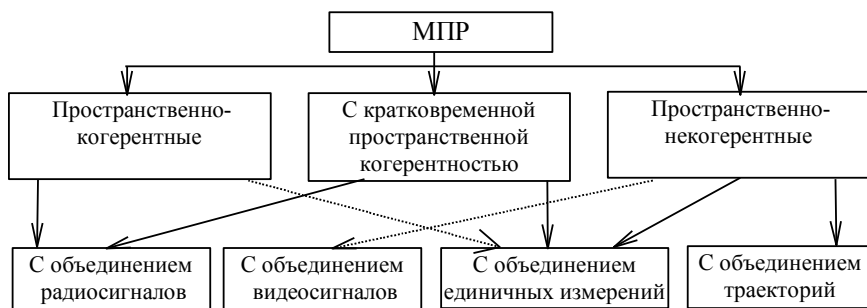 МПР
Пространственно-
когерентные
С кратковременной
пространственной
когерентностью
Пространственно-
некогерентные
С объединением
радиосигналов
С объединением
видеосигналов
С объединением
единичных измерений
С объединением
траекторий